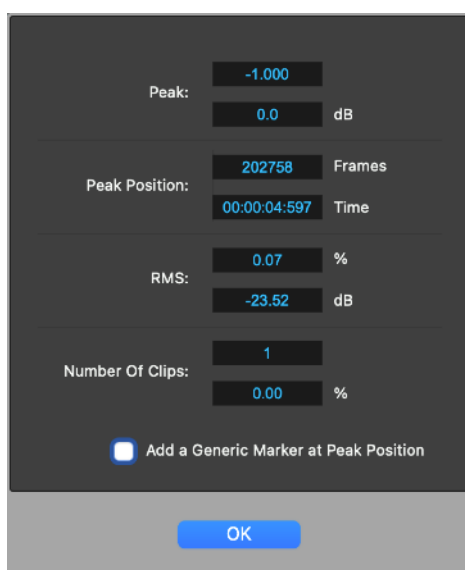 -1.000
Peak:
0.0 dB
202758 Frames
Peak Position:
00:00:04:597 Time
0.07 %
RMS:
-23.52 dB
1
Number Of Clips:
0.00 %
Add a Generic Marker at Peak Position
OK